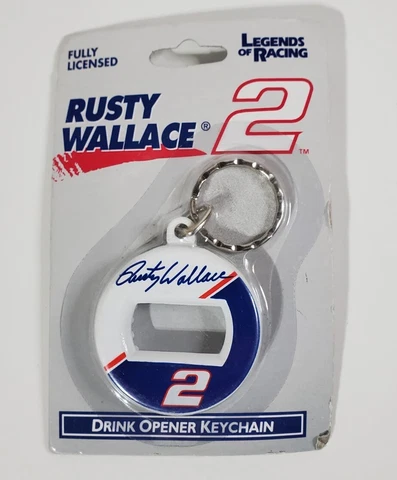 FULLY
LICENSED
LEGENDS
OF RACING
RUSTY
WALLACE ®
2 ™
Rusty Wallace
2
DRINK OPENER KEYCHAIN